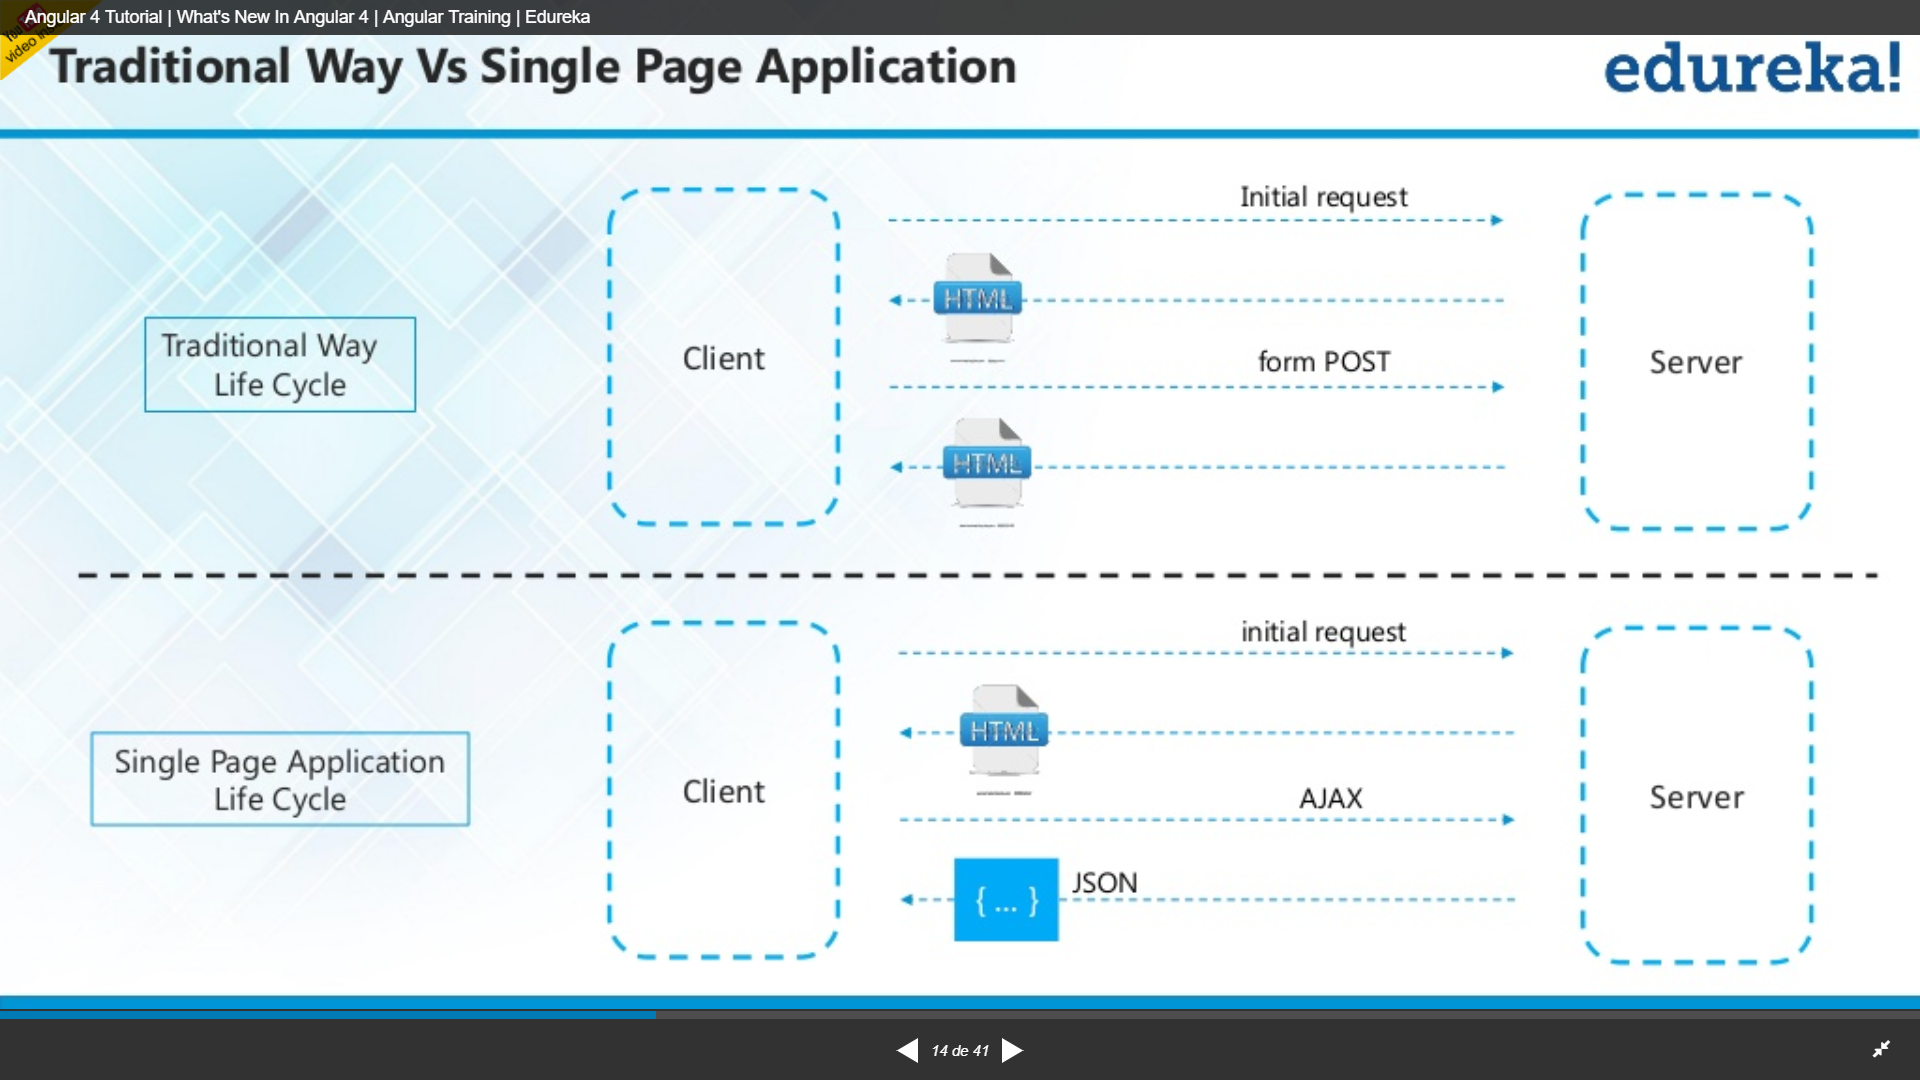 Angular 4 Tutorial | What's New In Angular 4 | Angular Training | Edureka
Traditional Way Vs Single Page Application
edureka!
Initial request
HTML
Traditional Way
Life Cycle
Client
form POST
Server
HTML
initial request
HTML
Single Page Application
Life Cycle
Client
AJAX
Server
JSON
{ ... }
14 de 41